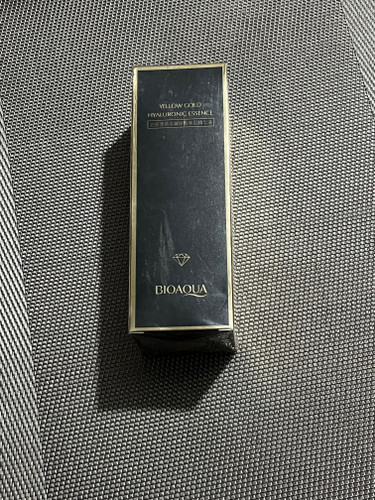 YELLOW GOLD
HYALURONIC ESSENCE
BIOAQUA